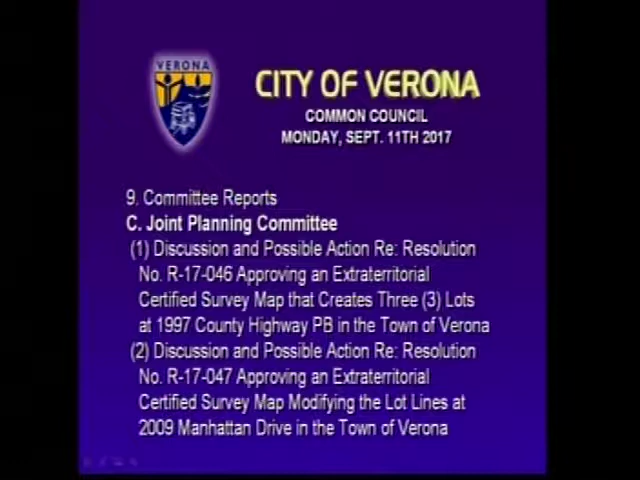 VERONA
CITY OF VERONA
COMMON COUNCIL
MONDAY, SEPT. 11TH 2017
9. Committee Reports
C. Joint Planning Committee
(1) Discussion and Possible Action Re: Resolution
No. R-17-046 Approving an Extraterritorial
Certified Survey Map that Creates Three (3) Lots
at 1997 County Highway PB in the Town of Verona
(2) Discussion and Possible Action Re: Resolution
No. R-17-047 Approving an Extraterritorial
Certified Survey Map Modifying the Lot Lines at
2009 Manhattan Drive in the Town of Verona